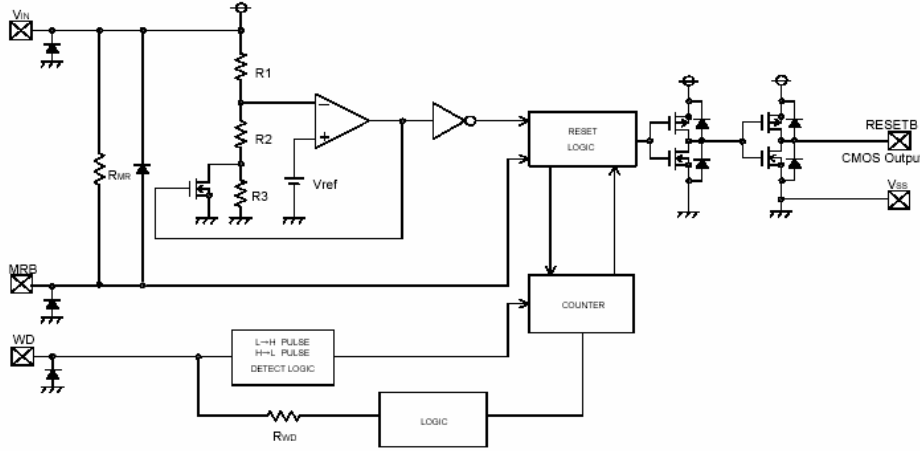 VIN
R1
R2
R3
Vref
−
+
RMR
RESET
LOGIC
RESETB
CMOS Outpu
VSS
MRB
COUNTER
WD
L→H PULSE
H→L PULSE
DETECT LOGIC
RWD
LOGIC